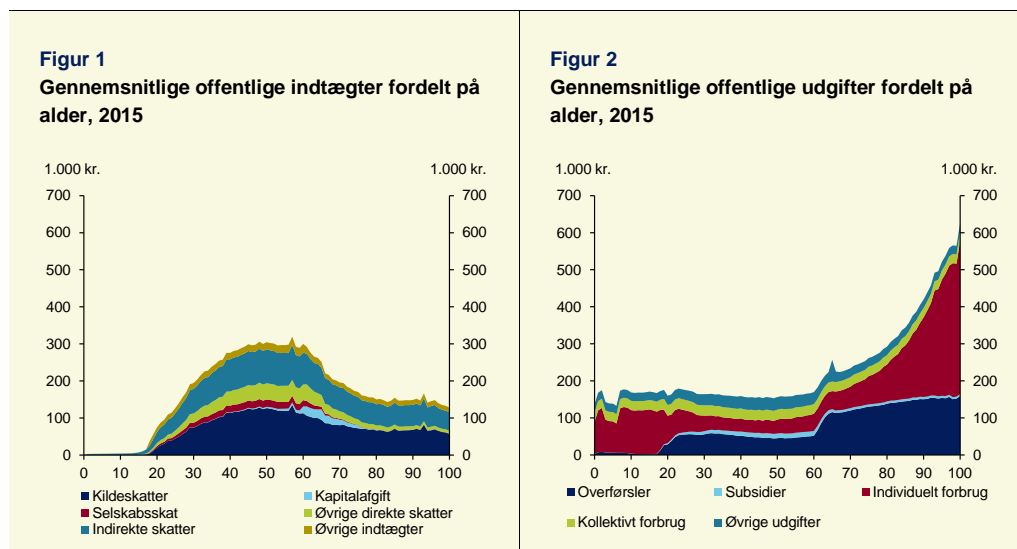 Figur 1
Gennemsnitlige offentlige indtægter fordelt på
alder, 2015
1.000 kr. 1.000 kr.
700 700
600 600
500 500
400 400
300 300
200 200
100 100
0 0
0 10 20 30 40 50 60 70 80 90 100
Kildeskatter Kapitalafgift
Selskabsskat Øvrige direkte skatter
Indirekte skatter Øvrige indtægter
Figur 2
Gennemsnitlige offentlige udgifter fordelt på
alder, 2015
1.000 kr. 1.000 kr.
700 700
600 600
500 500
400 400
300 300
200 200
100 100
0 0
0 10 20 30 40 50 60 70 80 90 100
Overførsler Subsidier Individuelt forbrug
Kollektivt forbrug Øvrige udgifter